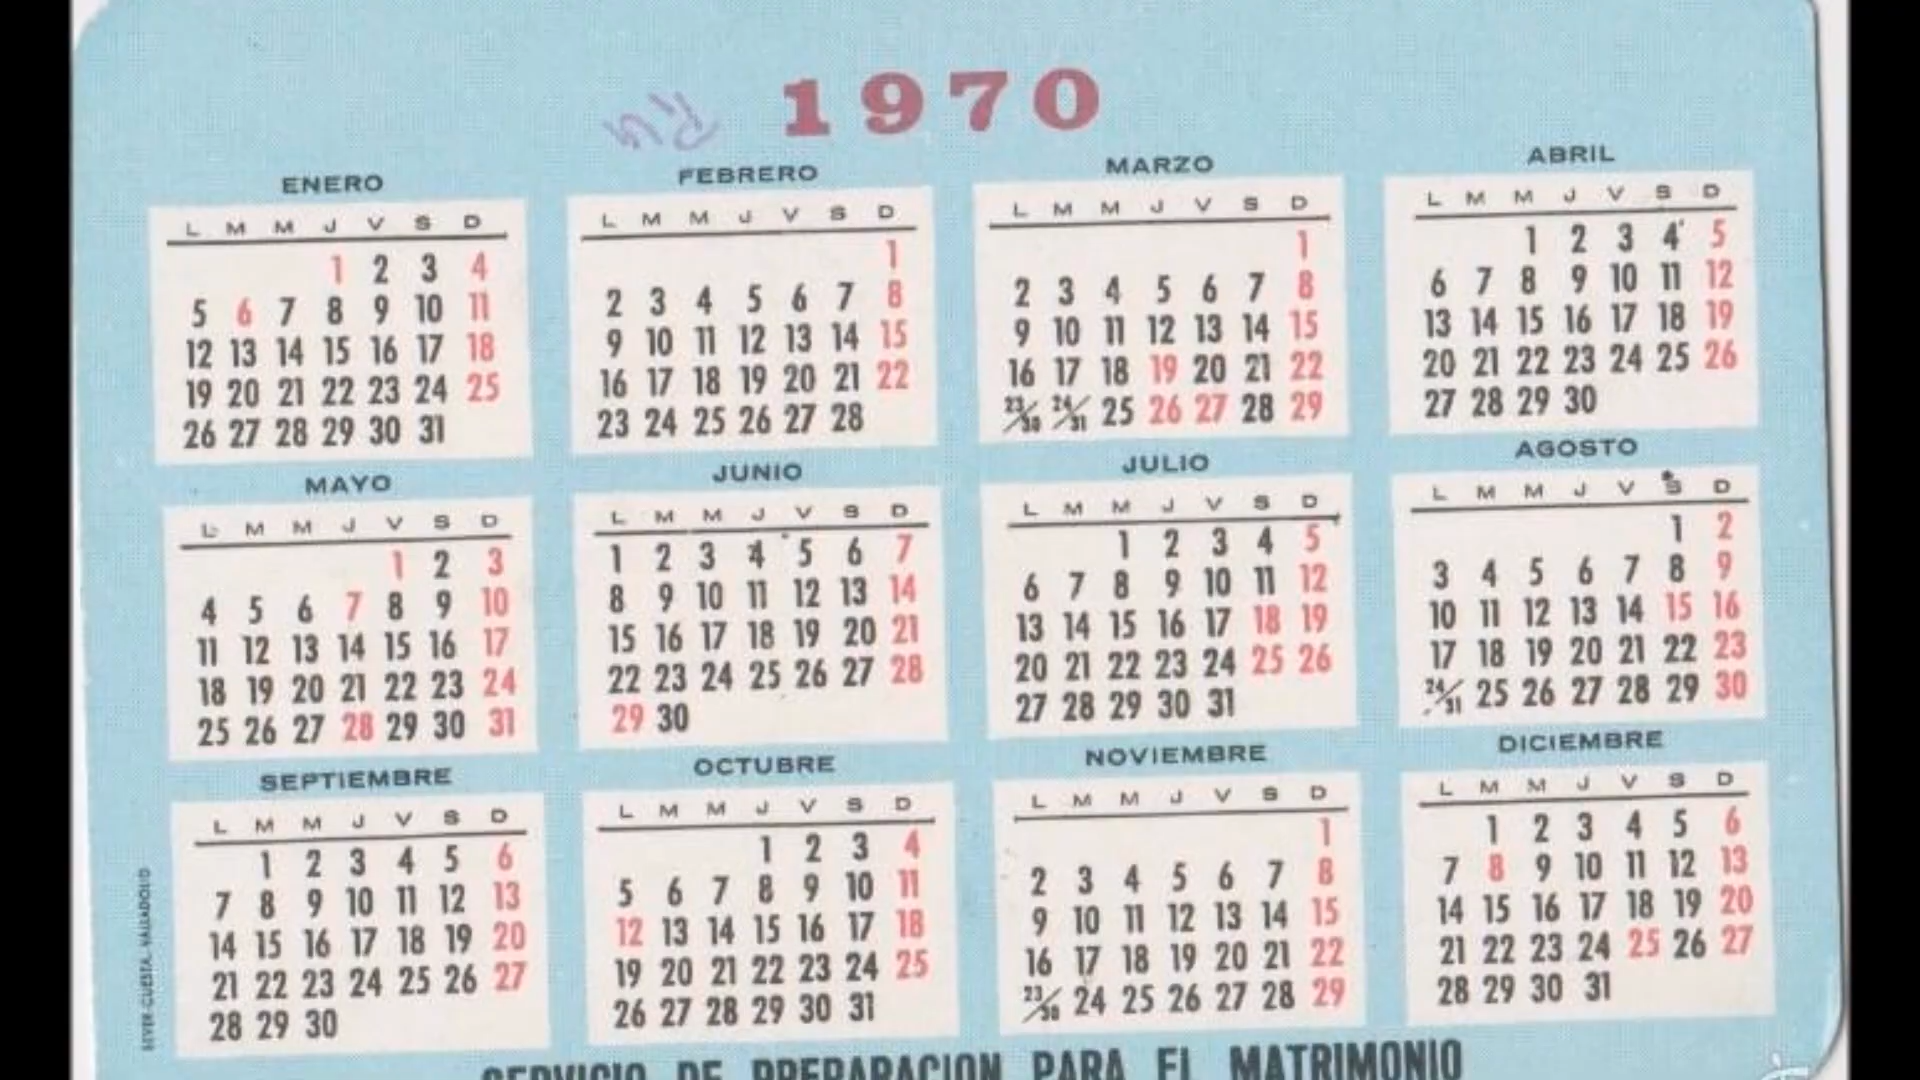 1970
ENERO
L M M J V S D
1 2 3 4
5 6 7 8 9 10 11
12 13 14 15 16 17 18
19 20 21 22 23 24 25
26 27 28 29 30 31
FEBRERO
L M M J V S D
1
2 3 4 5 6 7 8
9 10 11 12 13 14 15
16 17 18 19 20 21 22
23 24 25 26 27 28
MARZO
L M M J V S D
1
2 3 4 5 6 7 8
9 10 11 12 13 14 15
16 17 18 19 20 21 22
23/30 24/31 25 26 27 28 29
ABRIL
L M M J V S D
1 2 3 4 5
6 7 8 9 10 11 12
13 14 15 16 17 18 19
20 21 22 23 24 25 26
27 28 29 30
MAYO
L M M J V S D
1 2 3
4 5 6 7 8 9 10
11 12 13 14 15 16 17
18 19 20 21 22 23 24
25 26 27 28 29 30 31
JUNIO
L M M J V S D
1 2 3 4 5 6 7
8 9 10 11 12 13 14
15 16 17 18 19 20 21
22 23 24 25 26 27 28
29 30
JULIO
L M M J V S D
1 2 3 4 5
6 7 8 9 10 11 12
13 14 15 16 17 18 19
20 21 22 23 24 25 26
27 28 29 30 31
AGOSTO
L M M J V S D
1 2
3 4 5 6 7 8 9
10 11 12 13 14 15 16
17 18 19 20 21 22 23
24/31 25 26 27 28 29 30
SEPTIEMBRE
L M M J V S D
1 2 3 4 5 6
7 8 9 10 11 12 13
14 15 16 17 18 19 20
21 22 23 24 25 26 27
28 29 30
OCTUBRE
L M M J V S D
1 2 3 4
5 6 7 8 9 10 11
12 13 14 15 16 17 18
19 20 21 22 23 24 25
26 27 28 29 30 31
NOVIEMBRE
L M M J V S D
1
2 3 4 5 6 7 8
9 10 11 12 13 14 15
16 17 18 19 20 21 22
23/30 24 25 26 27 28 29
DICIEMBRE
L M M J V S D
1 2 3 4 5 6
7 8 9 10 11 12 13
14 15 16 17 18 19 20
21 22 23 24 25 26 27
28 29 30 31
CUESTA.-VALLADOLID
SERVICIO DE PREPARACION PARA EL MATRIMONIO